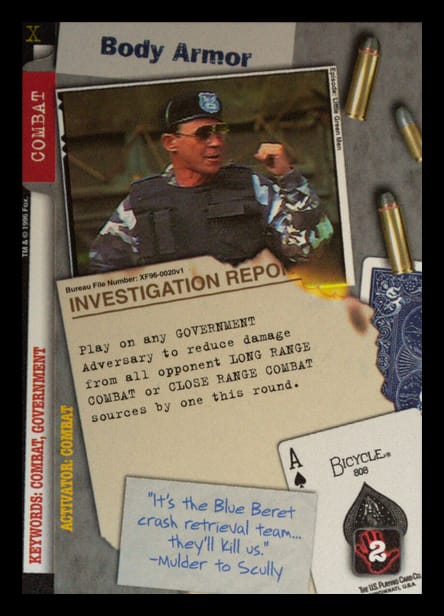 X
Body Armor
COMBAT
Episode: Little Green Men
TM & © 1996 Fox.
Bureau File Number: XF96-0020v1
INVESTIGATION REPO
Play on any GOVERNMENT
Adversary to reduce damage
from all opponent LONG RANGE
COMBAT or CLOSE RANGE COMBAT
sources by one this round.
KEYWORDS: COMBAT, GOVERNMENT
ACTIVATOR: COMBAT
"It's the Blue Beret
crash retrieval team...
they'll kill us."
-Mulder to Scully
A
BICYCLE®
808
2
THE U.S. PLAYING CARD CO.
CINCINNATI, U.S.A.